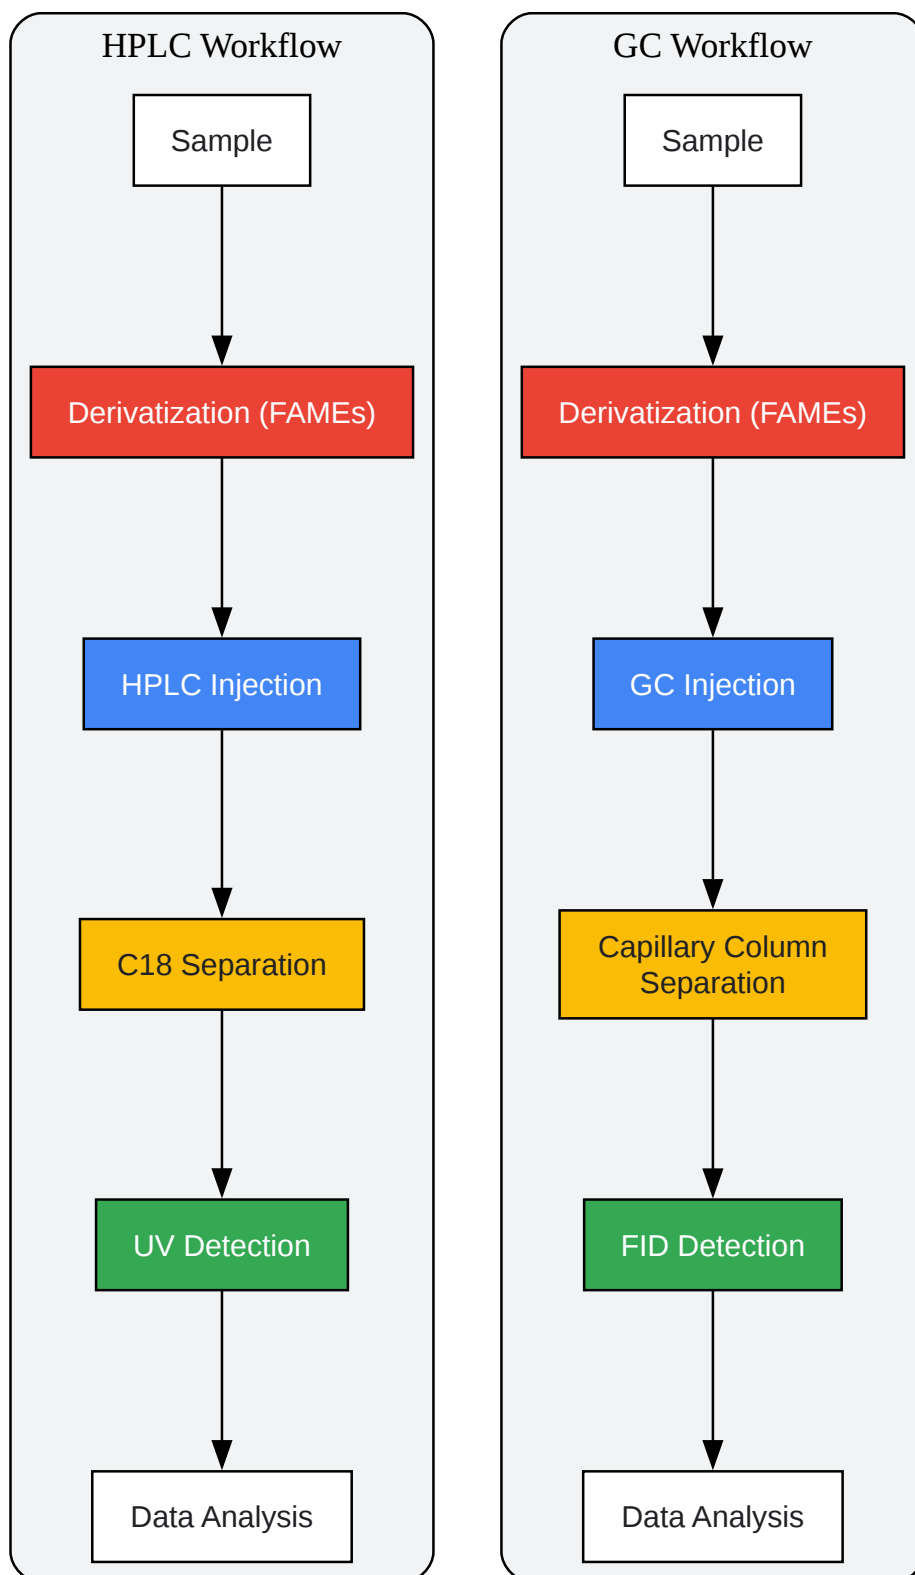 HPLC Workflow
Sample
Derivatization (FAMEs)
HPLC Injection
C18 Separation
UV Detection
Data Analysis
GC Workflow
Sample
Derivatization (FAMEs)
GC Injection
Capillary Column
Separation
FID Detection
Data Analysis